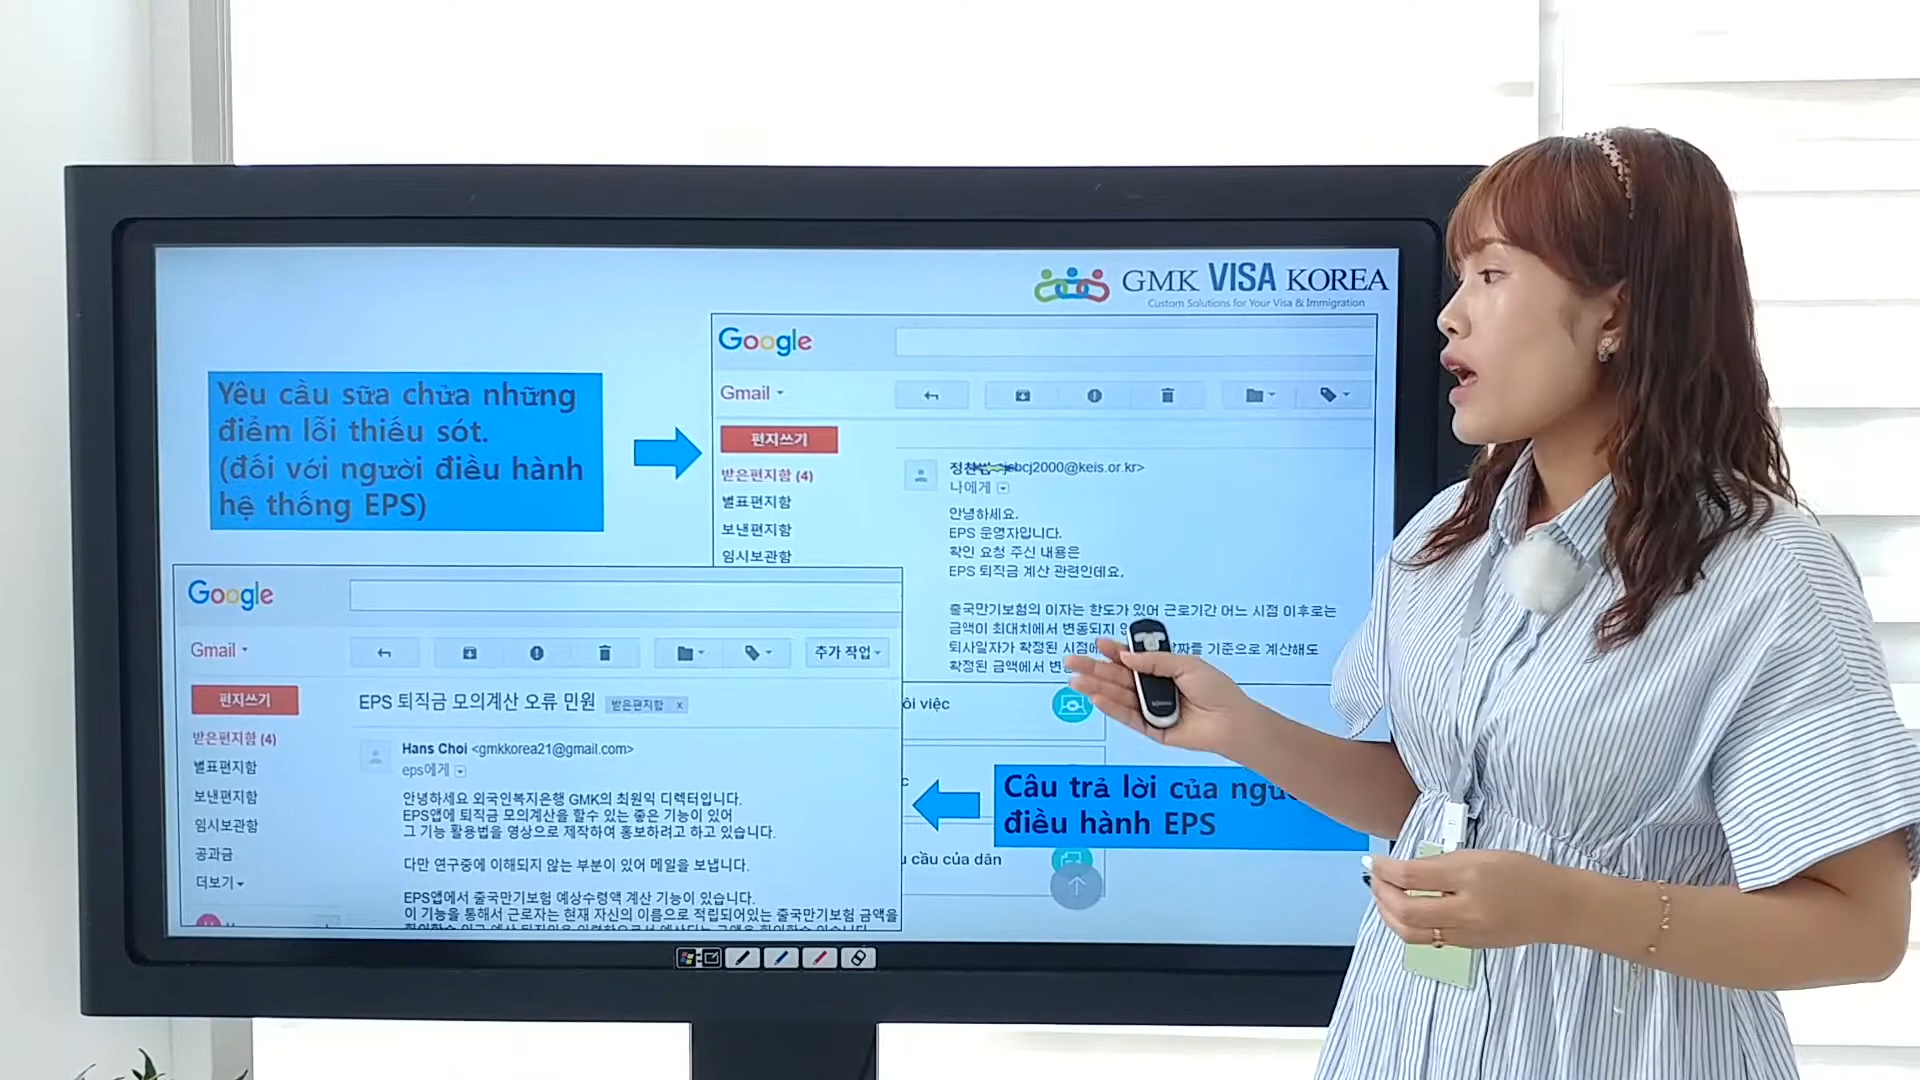 GMK VISA KOREA
Custom Solutions for Your Visa & Immigration
Yêu cầu sữa chửa những
điểm lỗi thiếu sót.
(đối với người điều hành
hệ thống EPS)
Google
Gmail
편지쓰기
받은편지함 (4)
별표편지함
보낸편지함
임시보관함
cj2000@keis.or.kr>
나에게
안녕하세요.
EPS 운영자입니다.
확인 요청 주신 내용은
EPS 퇴직금 계산 관련인데요,
출국만기보험의 이자는 한도가 있어 근로기간 어느 시점 이후로는
금액이 최대치에서 변동되지
퇴사일자가 확정된 시점에 기준으로 계산해도
확정된 금액에서
Google
Gmail
추가 작업
편지쓰기
받은편지함 (4)
별표편지함
보낸편지함
임시보관함
공과금
더보기
EPS 퇴직금 모의계산 오류 민원 받은편지함 x
Hans Choi <gmkkorea21@gmail.com>
eps에게
안녕하세요 외국인복지은행 GMK의 최원익 디렉터입니다.
EPS앱에 퇴직금 모의계산을 할수 있는 좋은 기능이 있어
그 기능 활용법을 영상으로 제작하여 홍보하려고 하고 있습니다.
다만 연구중에 이해되지 않는 부분이 있어 메일을 보냅니다.
EPS앱에서 출국만기보험 예상수령액 계산 기능이 있습니다.
이 기능을 통해서 근로자는 현재 자신의 이름으로 적립되어있는 출국만기보험 금액을
ôi việc
Câu trả lời của
điều hành EPS
cầu của dân